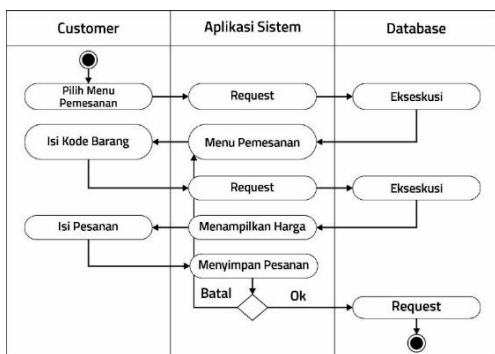 Customer
Aplikasi Sistem
Database
Pilih Menu
Pemesanan
Request
Ekseskusi
Isi Kode Barang
Menu Pemesanan
Request
Ekseskusi
Isi Pesanan
Menampilkan Harga
Menyimpan Pesanan
Batal
Ok
Request